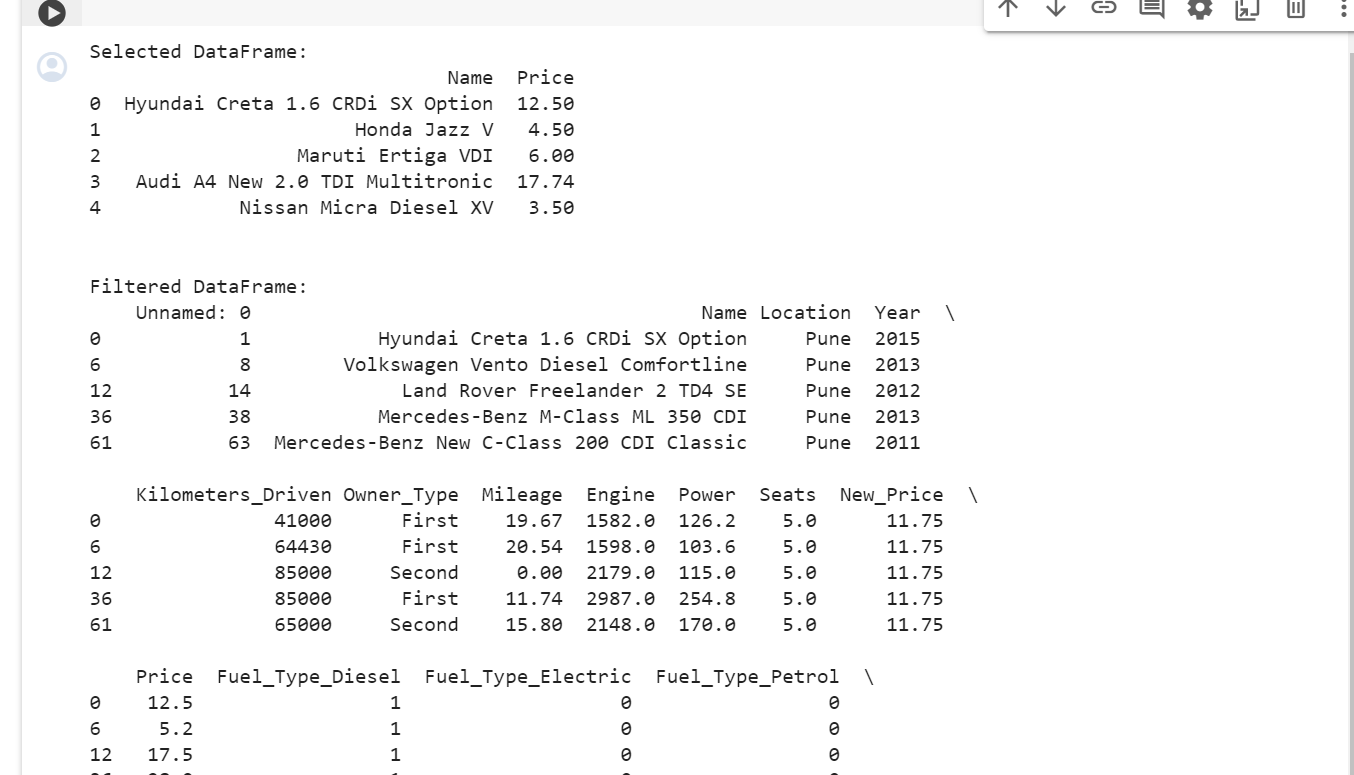 Selected DataFrame:
Name Price
0 Hyundai Creta 1.6 CRDi SX Option 12.50
1 Honda Jazz V 4.50
2 Maruti Ertiga VDI 6.00
3 Audi A4 New 2.0 TDI Multitronic 17.74
4 Nissan Micra Diesel XV 3.50
Filtered DataFrame:
Unnamed: 0 Name Location Year \
0 1 Hyundai Creta 1.6 CRDi SX Option Pune 2015
6 8 Volkswagen Vento Diesel Comfortline Pune 2013
12 14 Land Rover Freelander 2 TD4 SE Pune 2012
36 38 Mercedes-Benz M-Class ML 350 CDI Pune 2013
61 63 Mercedes-Benz New C-Class 200 CDI Classic Pune 2011
Kilometers_Driven Owner_Type Mileage Engine Power Seats New_Price \
0 41000 First 19.67 1582.0 126.2 5.0 11.75
6 64430 First 20.54 1598.0 103.6 5.0 11.75
12 85000 Second 0.00 2179.0 115.0 5.0 11.75
36 85000 First 11.74 2987.0 254.8 5.0 11.75
61 65000 Second 15.80 2148.0 170.0 5.0 11.75
Price Fuel_Type_Diesel Fuel_Type_Electric Fuel_Type_Petrol \
0 12.5 1 0 0
6 5.2 1 0 0
12 17.5 1 0 0